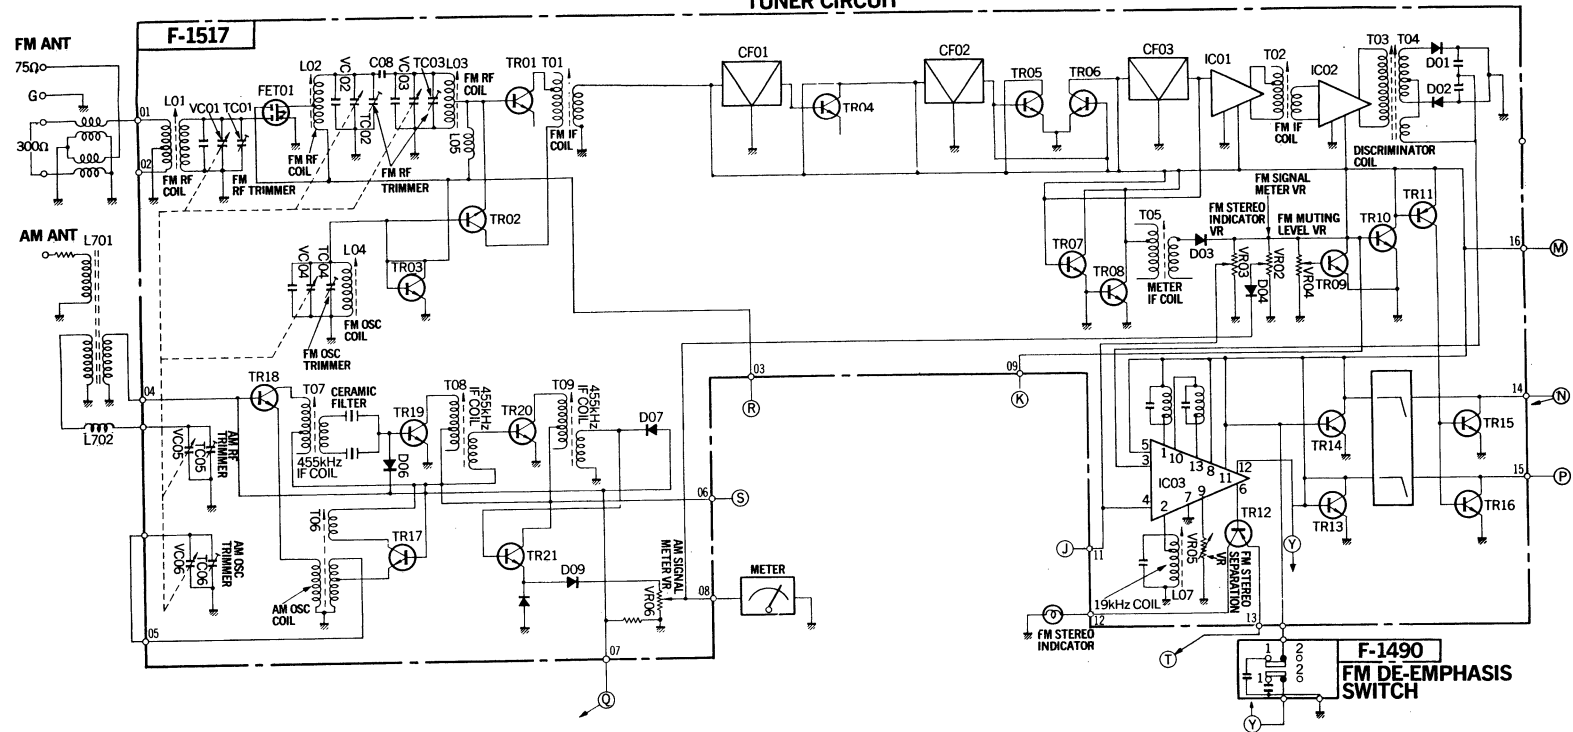 TUNER CIRCUIT
F-1517
FM ANT
75Ω
G
300Ω
01
02
L01
VC01
TC01
FM RF
COIL
FM
RF TRIMMER
FET01
L02
VC02
TC02
C08
VC03
TC03
L03
FM RF
COIL
FM RF
COIL
FM RF
TRIMMER
L05
TR01
T01
FM IF
COIL
CF01
TR04
CF02
TR05
TR06
CF03
IC01
T02
FM IF
COIL
IC02
T03
T04
D01
D02
DISCRIMINATOR
COIL
TR02
TR03
VC04
TC04
L04
FM OSC
COIL
FM OSC
TRIMMER
TR07
TR08
T05
METER
IF COIL
D03
FM SIGNAL
METER VR
FM STEREO
INDICATOR
VR
FM MUTING
LEVEL VR
VR03
D04
VR02
VR04
TR09
TR10
TR11
16
M
AM ANT
L701
L702
04
05
VC05
TC05
AM RF
TRIMMER
VC06
TC06
AM OSC
TRIMMER
TR18
T07
CERAMIC
FILTER
455kHz
IF COIL
TR19
D06
T08
455kHz
IF COIL
TR20
T09
455kHz
IF COIL
D07
T06
AM OSC
COIL
TR17
TR21
D09
VR06
AM SIGNAL
METER VR
03
R
06
S
07
Q
08
METER
09
K
J
11
12
FM STEREO
INDICATOR
5
3
4
1
10
13
8
11
12
6
2
7
9
IC03
19kHz COIL
L07
VR05
TR12
FM STEREO
SEPARATION
VR
13
T
Y
TR14
TR13
TR15
TR16
14
N
15
P
F-1490
FM DE-EMPHASIS
SWITCH
1
2
1
2
Y